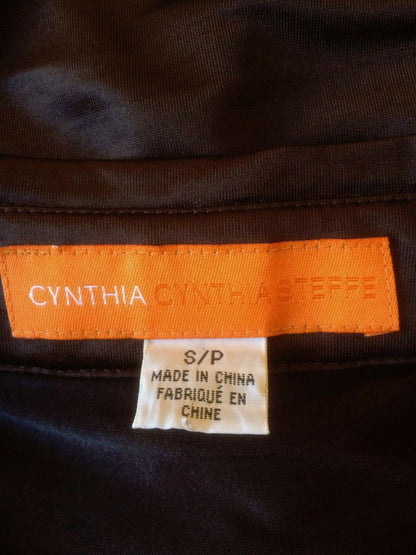 CYNTHIA CYNTHIA STEFFE
S/P
MADE IN CHINA
FABRIQUÉ EN
CHINE